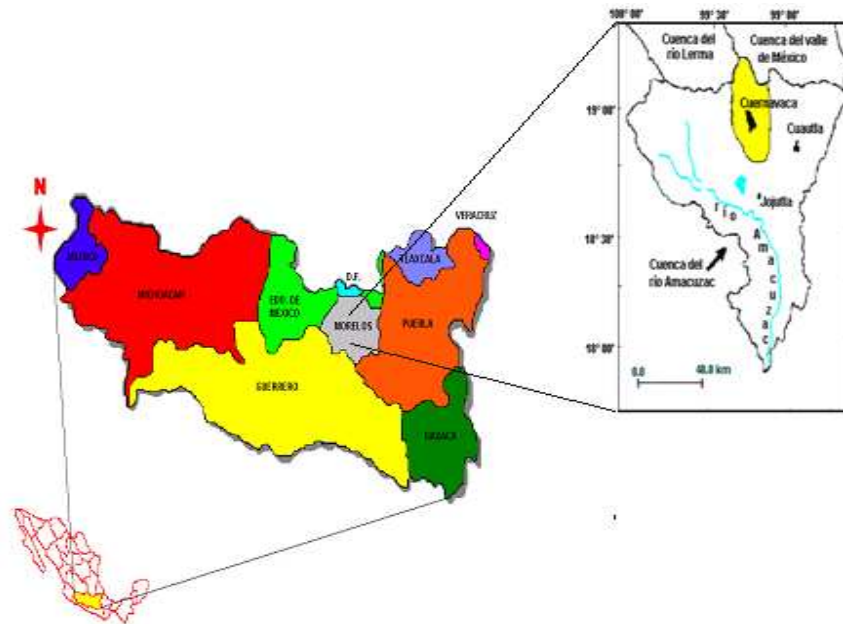 100° 00'
99° 30'
99° 00'
Cuenca del
río Lerma
Cuenca del valle
de México
19° 00'
Cuernavaca
Cuautla
Jojutla
río Amacuzac
18° 30'
Cuenca del
río Amacuzac
18° 00'
0.0
40.0 km
N
VERACRUZ
JALISCO
TLAXCALA
D.F.
MICHOACAN
EDO. DE
MEXICO
MORELOS
PUEBLA
GUERRERO
OAXACA